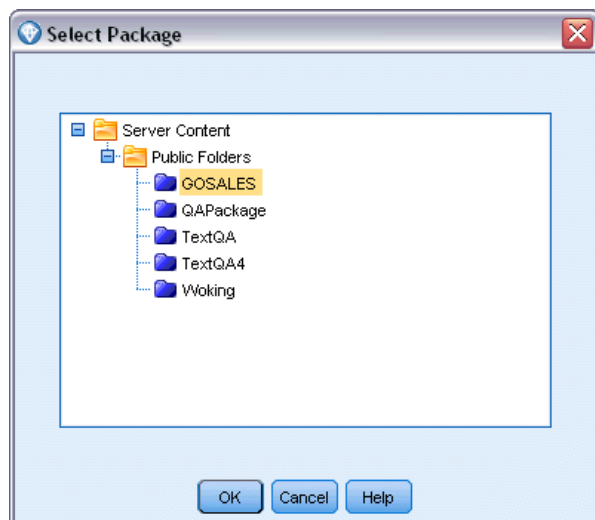 Select Package
Server Content
Public Folders
GOSALES
QAPackage
TextQA
TextQA4
Woking
OK Cancel Help